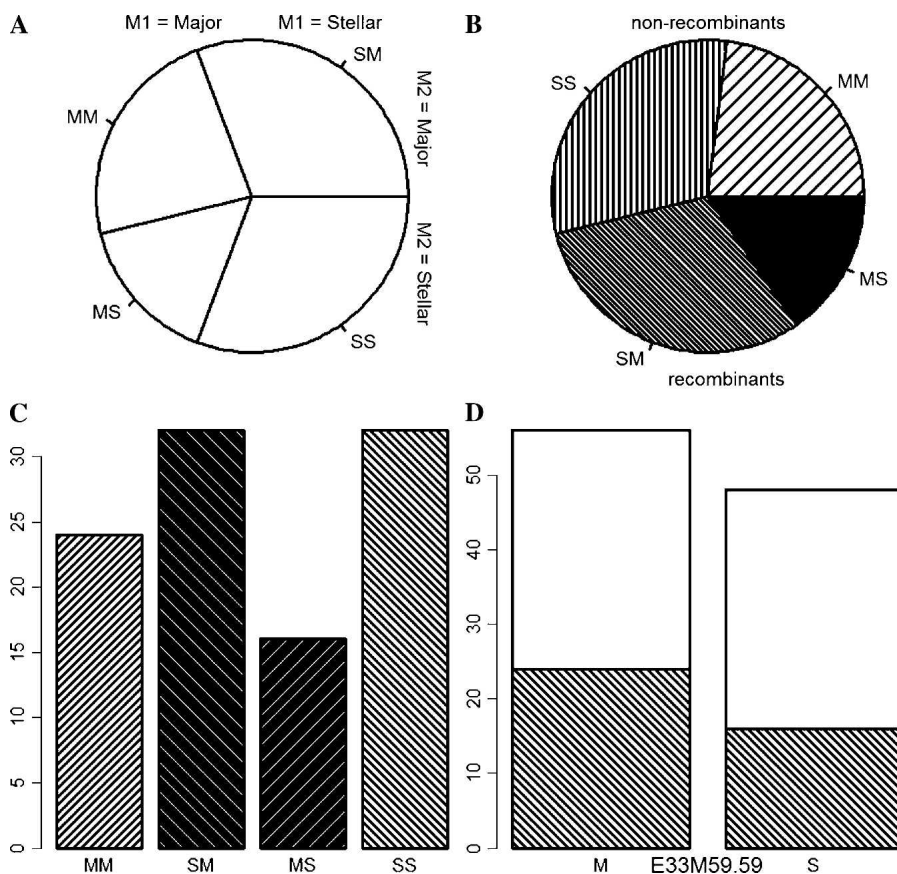 A
M1 = Major
M1 = Stellar
SM
M2 = Major
MM
M2 = Stellar
MS
SS
B
non-recombinants
SS
MM
MS
SM
recombinants
C
30
25
20
15
10
5
0
MM
SM
MS
SS
D
50
40
30
20
10
0
M
E33M59.59
S